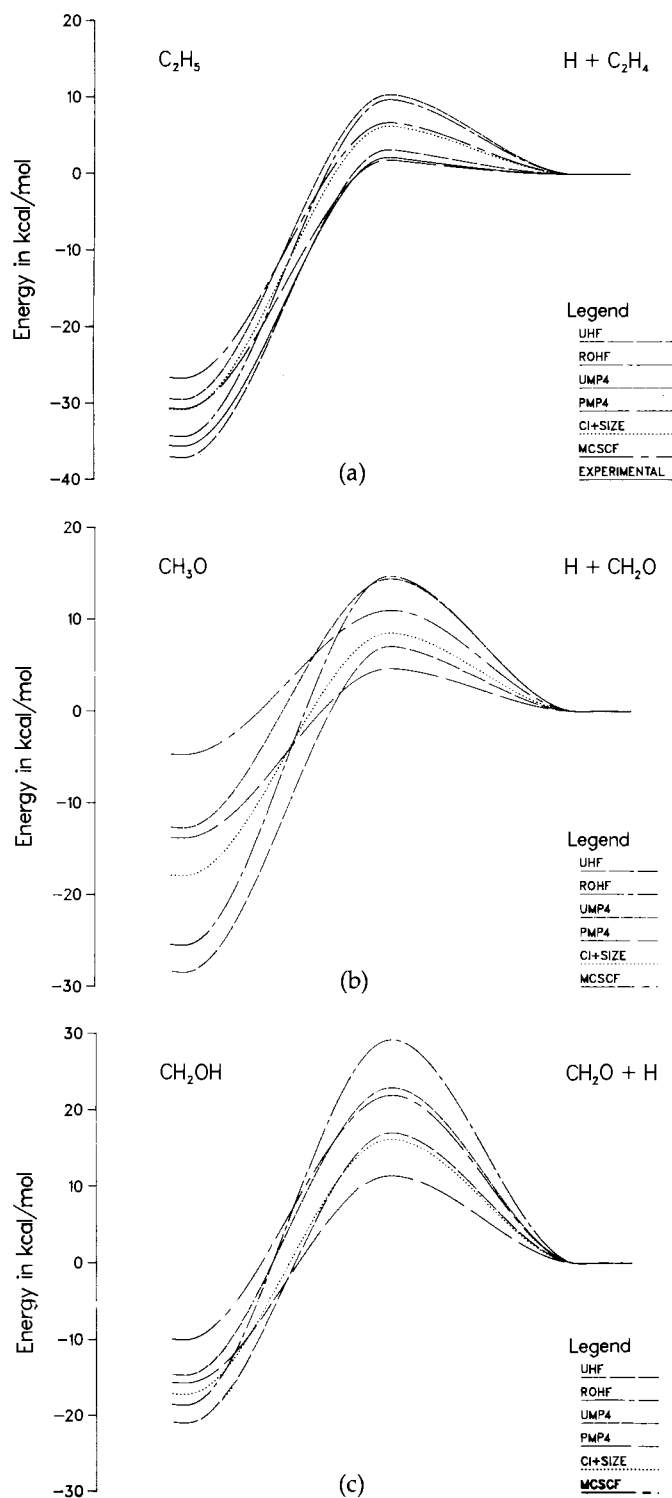 20
C₂H₅
H + C₂H₄
10
0
−10
−20
−30
−40
Energy in kcal/mol
Legend
UHF
ROHF
UMP4
PMP4
CI+SIZE
MCSCF
EXPERIMENTAL
(a)
20
CH₃O
H + CH₂O
10
0
−10
−20
−30
Energy in kcal/mol
Legend
UHF
ROHF
UMP4
PMP4
CI+SIZE
MCSCF
(b)
30
CH₂OH
CH₂O + H
20
10
0
−10
−20
−30
Energy in kcal/mol
Legend
UHF
ROHF
UMP4
PMP4
CI+SIZE
MCSCF
(c)